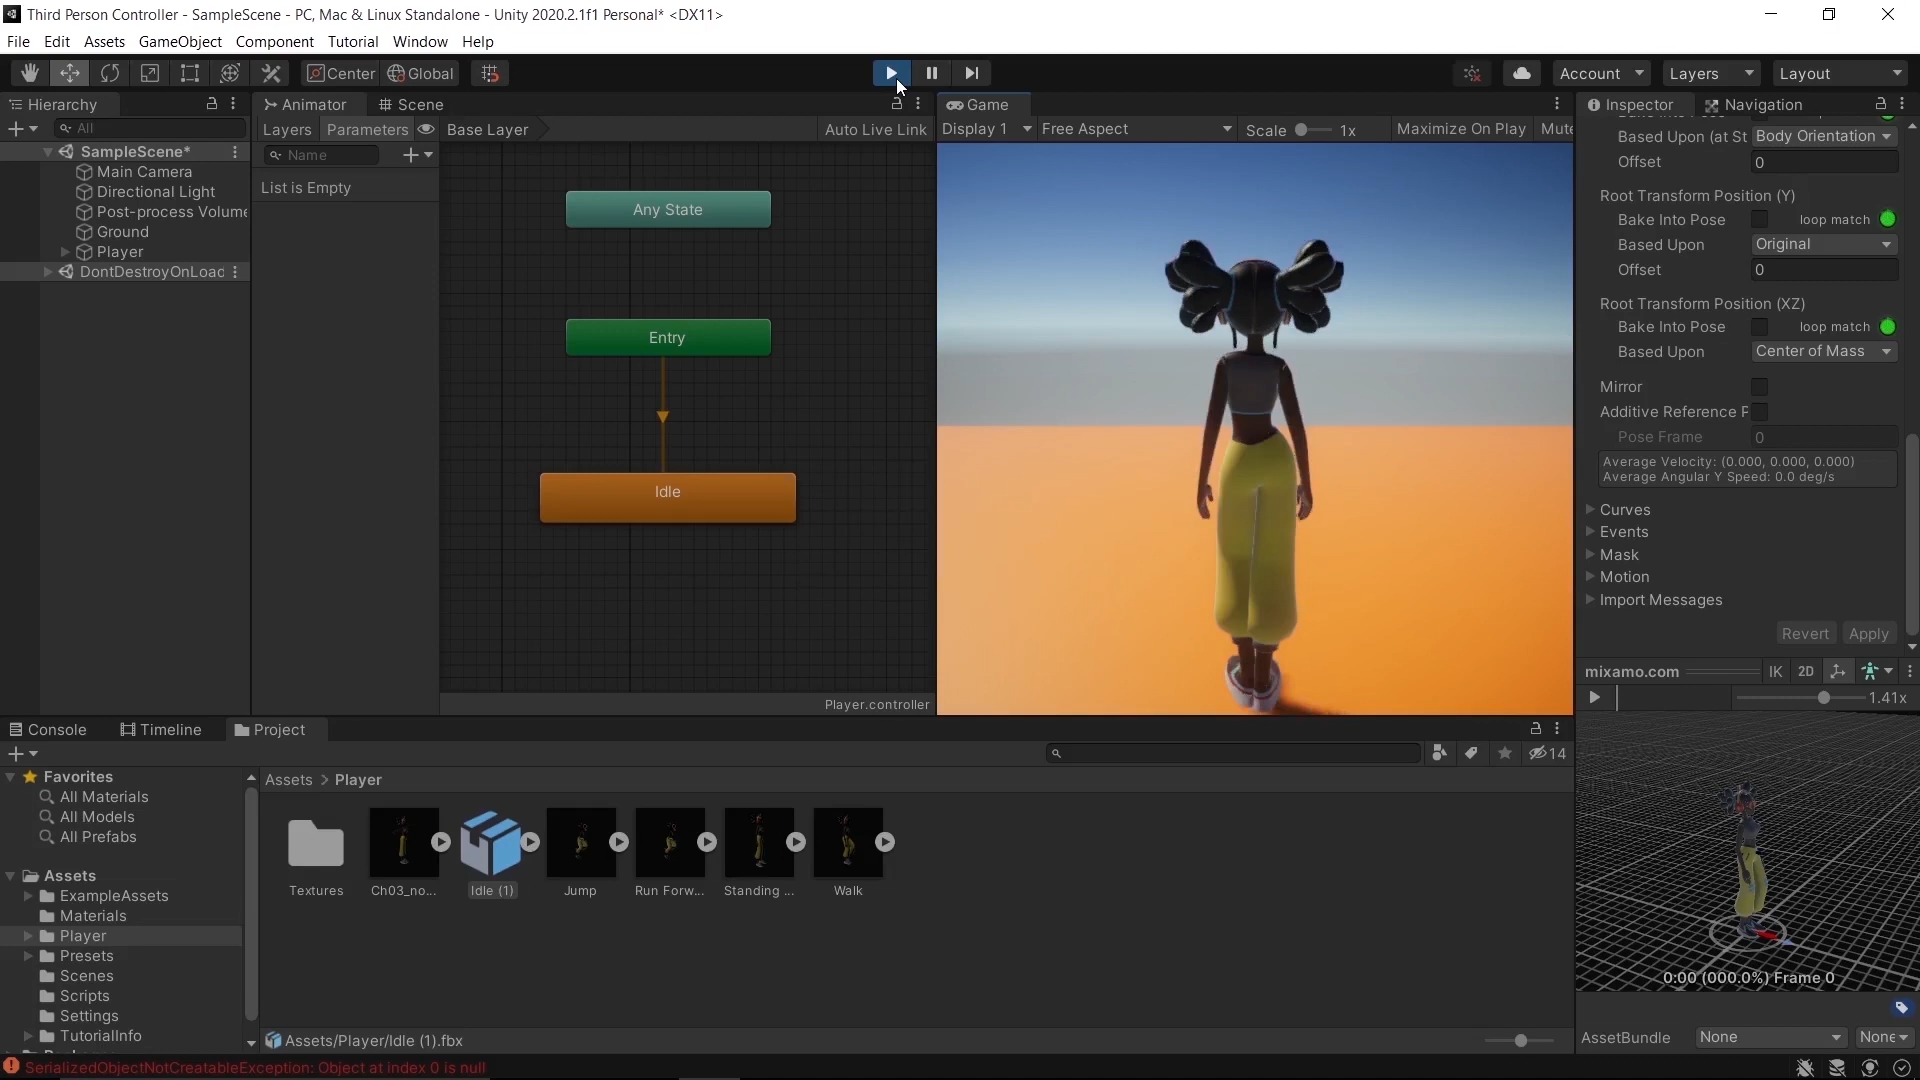 Third Person Controller - SampleScene - PC, Mac & Linux Standalone - Unity 2020.2.1f1 Personal* <DX11>
File Edit Assets GameObject Component Tutorial Window Help
Center Global Account Layers Layout
Hierarchy
All
SampleScene*
Main Camera
Directional Light
Post-process Volume
Ground
Player
DontDestroyOnLoad
Animator Scene
Layers Parameters Base Layer Auto Live Link
Name
List is Empty
Any State
Entry
Idle
Player.controller
Game
Display 1 Free Aspect Scale 1x Maximize On Play Mute
Inspector Navigation
Based Upon (at St Body Orientation
Offset 0
Root Transform Position (Y)
Bake Into Pose loop match
Based Upon Original
Offset 0
Root Transform Position (XZ)
Bake Into Pose loop match
Based Upon Center of Mass
Mirror
Additive Reference P
Pose Frame 0
Average Velocity: (0.000, 0.000, 0.000)
Average Angular Y Speed: 0.0 deg/s
Curves
Events
Mask
Motion
Import Messages
Revert Apply
mixamo.com IK 2D
1.41x
0:00 (000.0%) Frame 0
AssetBundle None None
Console Timeline Project
14
Favorites
All Materials
All Models
All Prefabs
Assets
ExampleAssets
Materials
Player
Presets
Scenes
Scripts
Settings
TutorialInfo
Assets > Player
Textures Ch03_no... Idle (1) Jump Run Forw... Standing ... Walk
Assets/Player/Idle (1).fbx
SerializedObjectNotCreatableException: Object at index 0 is null